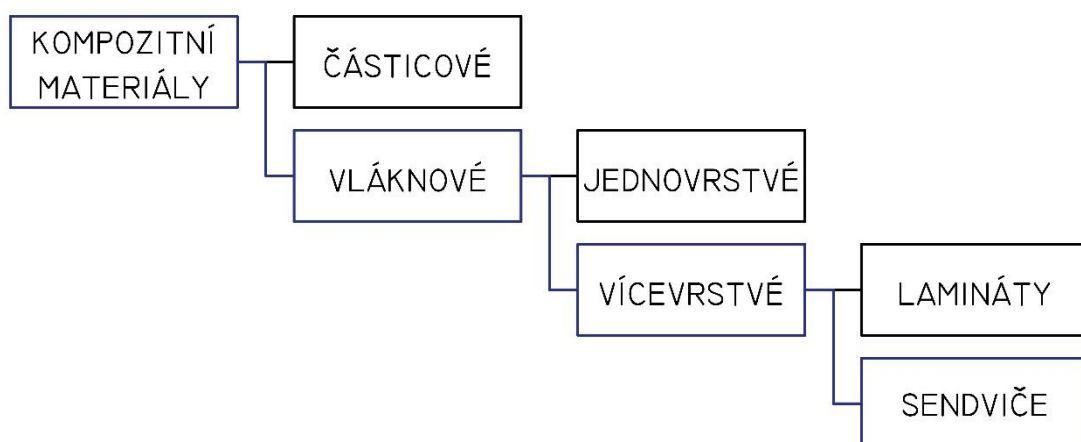 KOMPOZITNÍ
MATERIÁLY
ČÁSTICOVÉ
VLÁKNOVÉ
JEDNOVRSTVÉ
VÍCEVRSTVÉ
LAMINÁTY
SENDVIČE